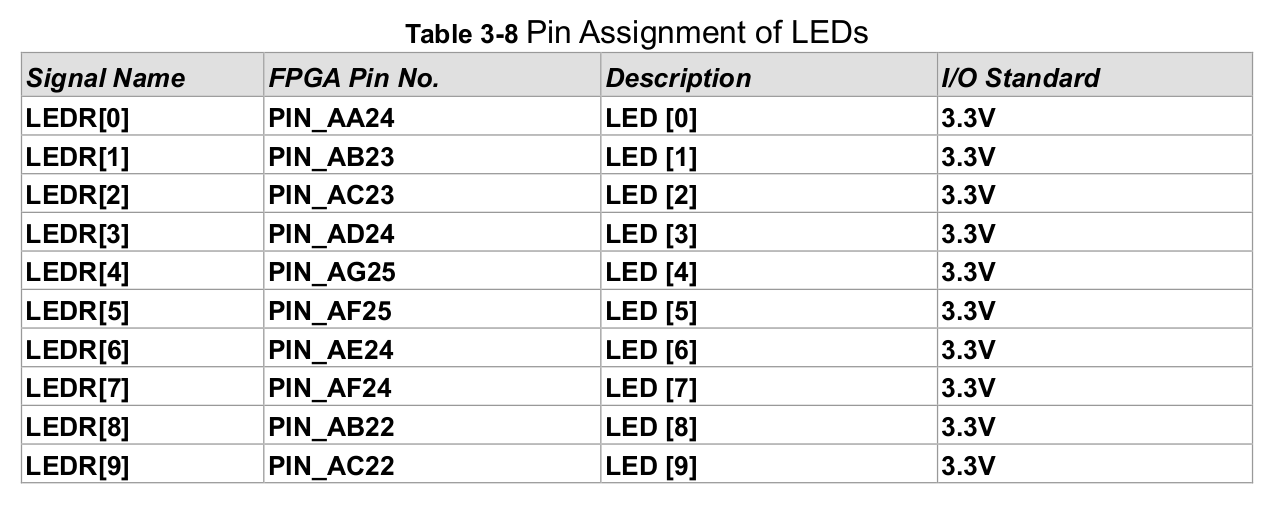 Table 3-8 Pin Assignment of LEDs
Signal Name FPGA Pin No. Description I/O Standard
LEDR[0] PIN_AA24 LED [0] 3.3V
LEDR[1] PIN_AB23 LED [1] 3.3V
LEDR[2] PIN_AC23 LED [2] 3.3V
LEDR[3] PIN_AD24 LED [3] 3.3V
LEDR[4] PIN_AG25 LED [4] 3.3V
LEDR[5] PIN_AF25 LED [5] 3.3V
LEDR[6] PIN_AE24 LED [6] 3.3V
LEDR[7] PIN_AF24 LED [7] 3.3V
LEDR[8] PIN_AB22 LED [8] 3.3V
LEDR[9] PIN_AC22 LED [9] 3.3V